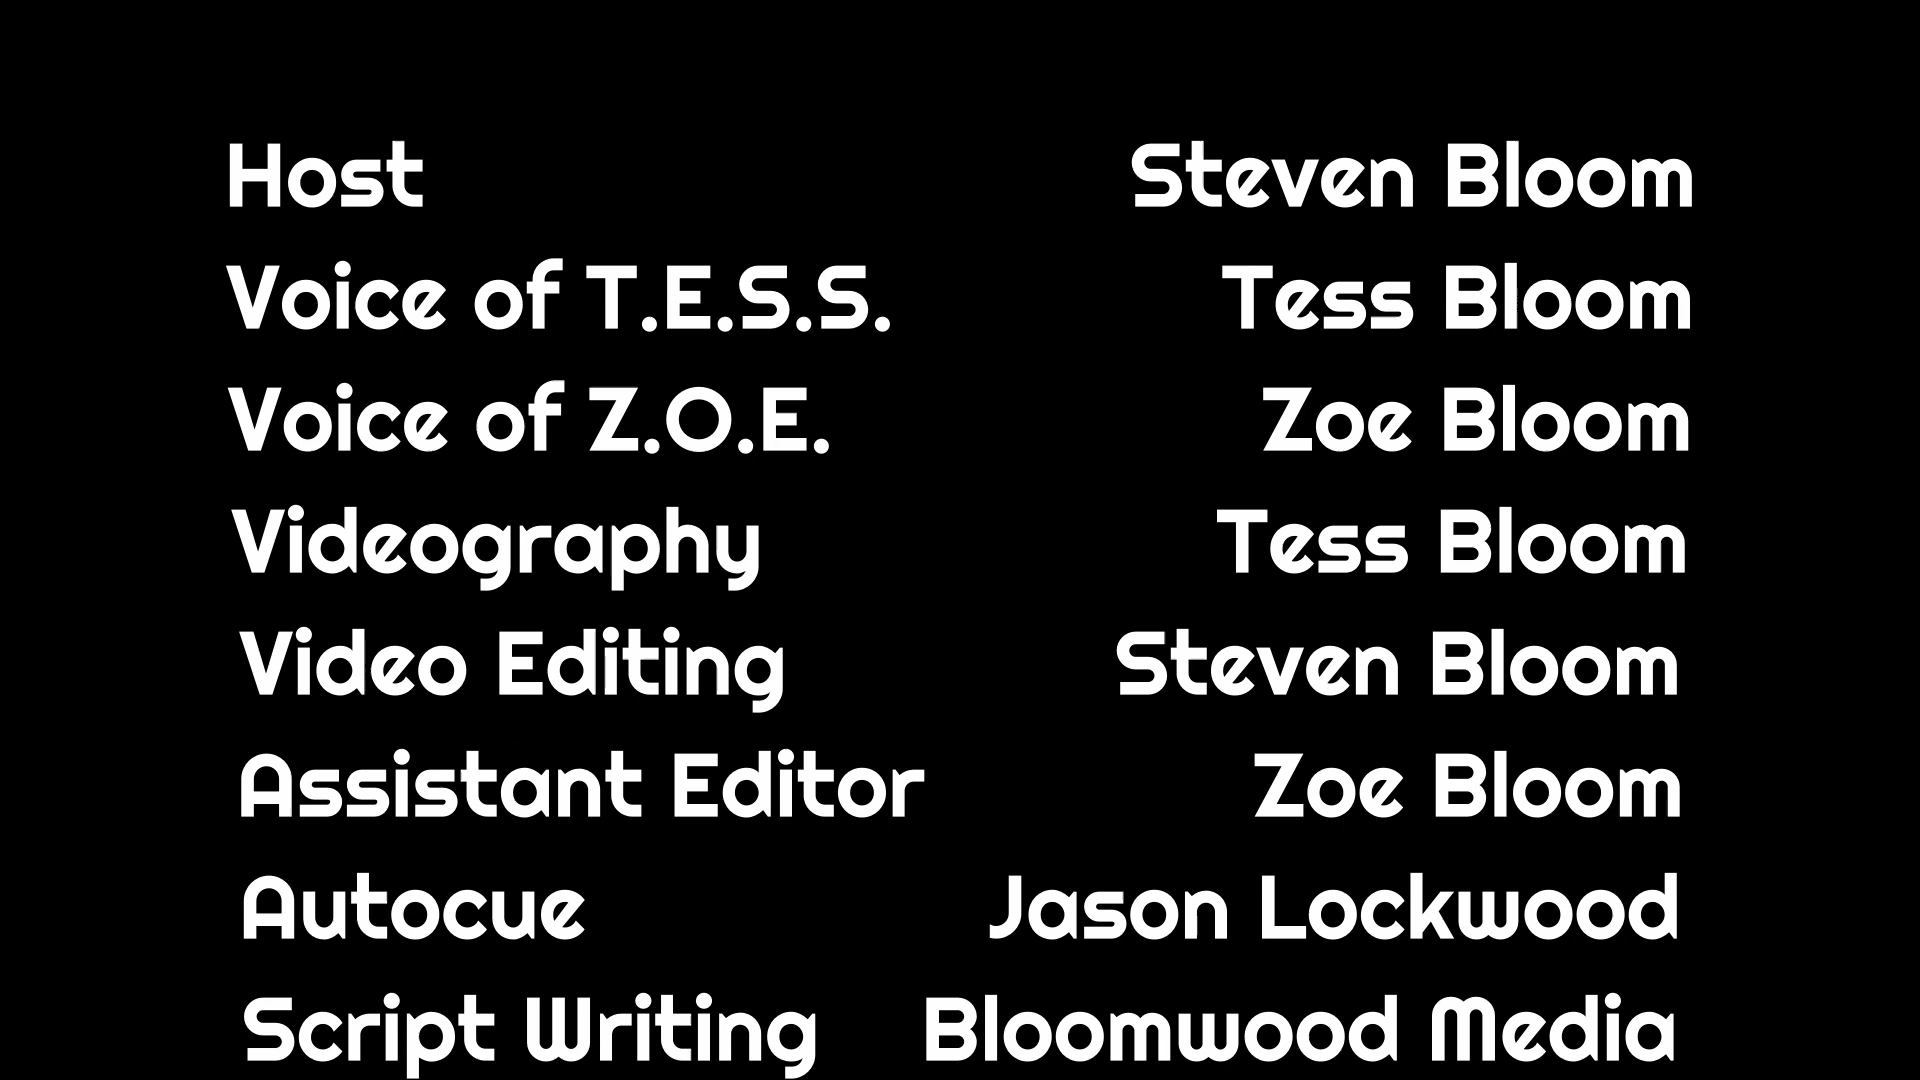 Host Steven Bloom
Voice of T.E.S.S. Tess Bloom
Voice of Z.O.E. Zoe Bloom
Videography Tess Bloom
Video Editing Steven Bloom
Assistant Editor Zoe Bloom
Autocue Jason Lockwood
Script Writing Bloomwood Media